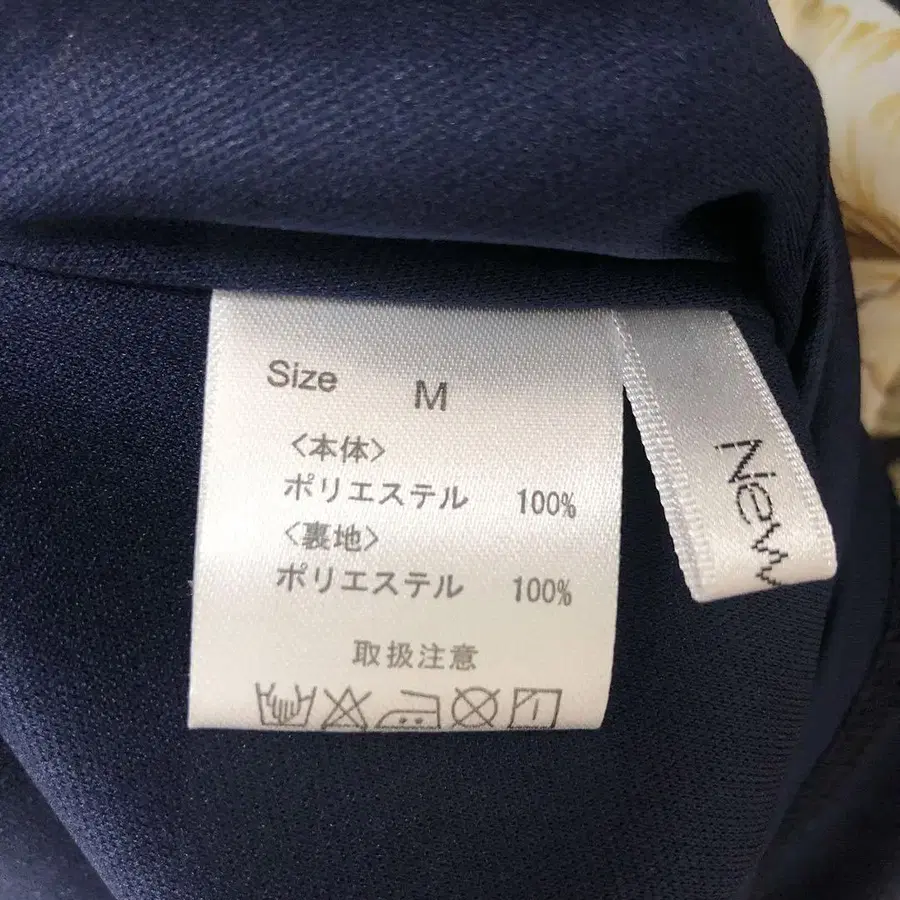 Size M
〈本体〉
ポリエステル 100%
〈裏地〉
ポリエステル 100%
取扱注意
New